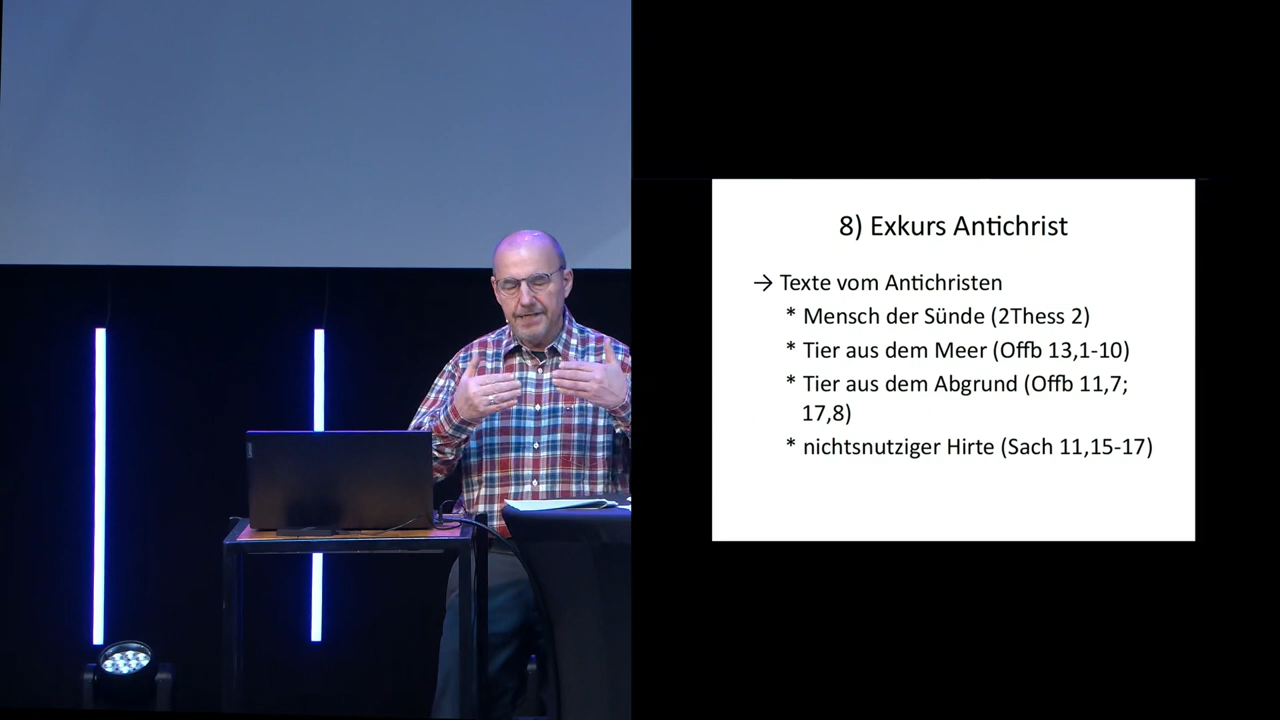 8) Exkurs Antichrist
→ Texte vom Antichristen
* Mensch der Sünde (2Thess 2)
* Tier aus dem Meer (Offb 13,1-10)
* Tier aus dem Abgrund (Offb 11,7;
17,8)
* nichtsnutziger Hirte (Sach 11,15-17)